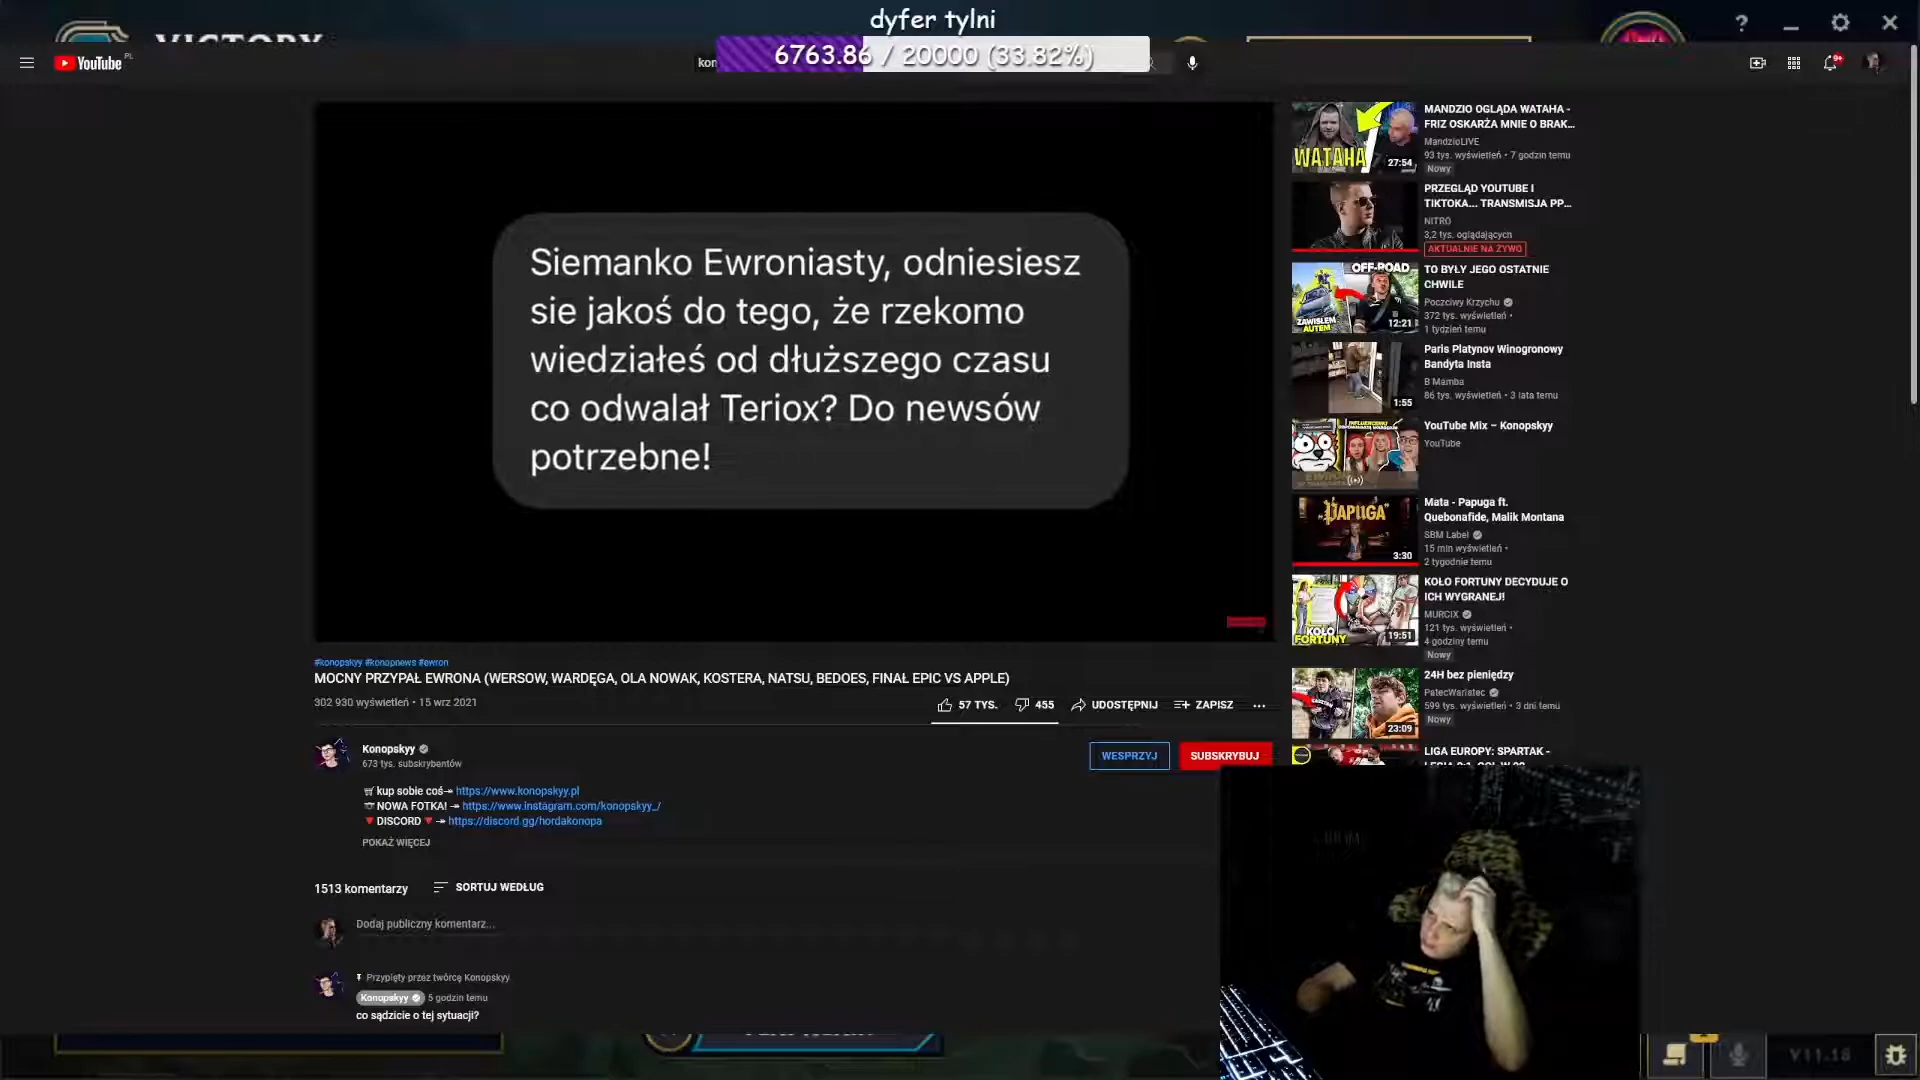 dyfer tylni
VICTORY
6763.86 / 20000 (33.82%)
YouTube PL
kon
9+
Siemanko Ewroniasty, odniesiesz
sie jakoś do tego, że rzekomo
wiedziałeś od dłuższego czasu
co odwalał Teriox? Do newsów
potrzebne!
#konopskyy #konopnews #ewron
MOCNY PRZYPAŁ EWRONA (WERSOW, WARDĘGA, OLA NOWAK, KOSTERA, NATSU, BEDOES, FINAŁ EPIC VS APPLE)
302 930 wyświetleń • 15 wrz 2021
57 TYS.
455
UDOSTĘPNIJ
ZAPISZ
Konopskyy
673 tys. subskrybentów
WESPRZYJ
SUBSKRYBUJ
kup sobie coś→ https://www.konopskyy.pl
NOWA FOTKA! → https://www.instagram.com/konopskyy_/
DISCORD → https://discord.gg/hordakonopa
POKAŻ WIĘCEJ
1513 komentarzy
SORTUJ WEDŁUG
Dodaj publiczny komentarz...
Przypięty przez twórcę Konopskyy
Konopskyy 5 godzin temu
co sądzicie o tej sytuacji?
WATAHA
27:54
MANDZIO OGLĄDA WATAHA -
FRIZ OSKARŻA MNIE O BRAK...
MandzioLIVE
93 tys. wyświetleń • 7 godzin temu
Nowy
PRZEGLĄD YOUTUBE I
TIKTOKA... TRANSMISJA PP...
NITRO
3,2 tys. oglądających
AKTUALNIE NA ŻYWO
OFF-ROAD
ZAWISŁEM
AUTEM
12:21
TO BYŁY JEGO OSTATNIE
CHWILE
Poczciwy Krzychu
372 tys. wyświetleń •
1 tydzień temu
1:55
Paris Platynov Winogronowy
Bandyta Insta
B Mamba
86 tys. wyświetleń • 3 lata temu
YouTube Mix – Konopskyy
YouTube
„PAPUGA”
3:30
Mata - Papuga ft.
Quebonafide, Malik Montana
SBM Label
15 mln wyświetleń •
2 tygodnie temu
KOŁO
FORTUNY
19:51
KOŁO FORTUNY DECYDUJE O
ICH WYGRANEJ!
MURCIX
121 tys. wyświetleń •
4 godziny temu
Nowy
23:09
24H bez pieniędzy
PatecWariatec
599 tys. wyświetleń • 3 dni temu
Nowy
LIGA EUROPY: SPARTAK -
V11.18